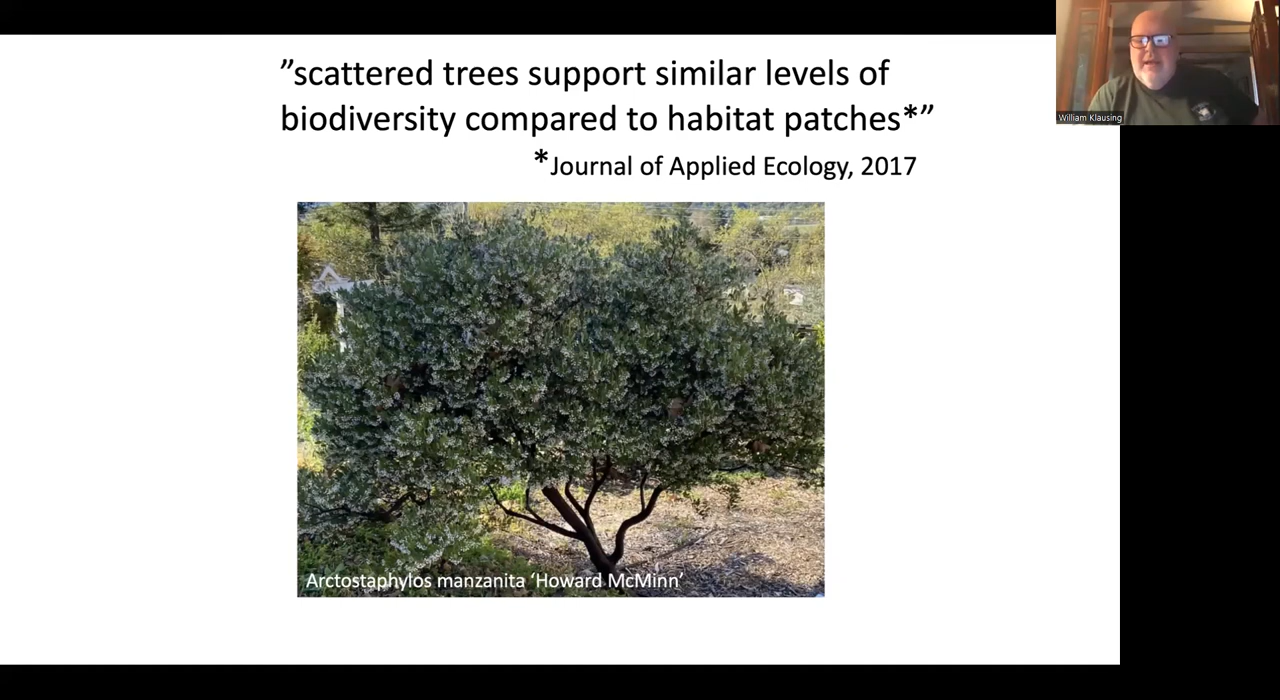 ”scattered trees support similar levels of
biodiversity compared to habitat patches*”
*Journal of Applied Ecology, 2017
Arctostaphylos manzanita ‘Howard McMinn’
William Klausing